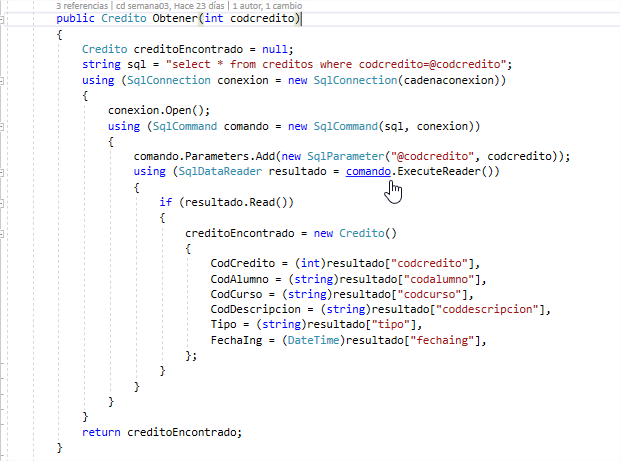 3 referencias | cd semana03, Hace 23 días | 1 autor, 1 cambio
public Credito Obtener(int codcredito)
{
    Credito creditoEncontrado = null;
    string sql = "select * from creditos where codcredito=@codcredito";
    using (SqlConnection conexion = new SqlConnection(cadenaconexion))
    {
        conexion.Open();
        using (SqlCommand comando = new SqlCommand(sql, conexion))
        {
            comando.Parameters.Add(new SqlParameter("@codcredito", codcredito));
            using (SqlDataReader resultado = comando.ExecuteReader())
            {
                if (resultado.Read())
                {
                    creditoEncontrado = new Credito()
                    {
                        CodCredito = (int)resultado["codcredito"],
                        CodAlumno = (string)resultado["codalumno"],
                        CodCurso = (string)resultado["codcurso"],
                        CodDescripcion = (string)resultado["coddescripcion"],
                        Tipo = (string)resultado["tipo"],
                        FechaIng = (DateTime)resultado["fechaing"],
                    };
                }
            }
        }
    }
    return creditoEncontrado;
}